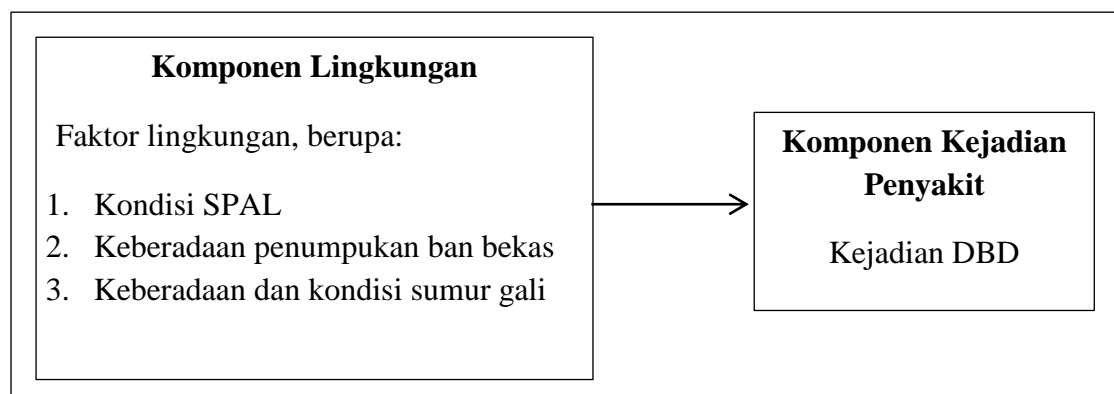 Komponen Lingkungan
Faktor lingkungan, berupa:
1. Kondisi SPAL
2. Keberadaan penumpukan ban bekas
3. Keberadaan dan kondisi sumur gali
Komponen Kejadian
Penyakit
Kejadian DBD